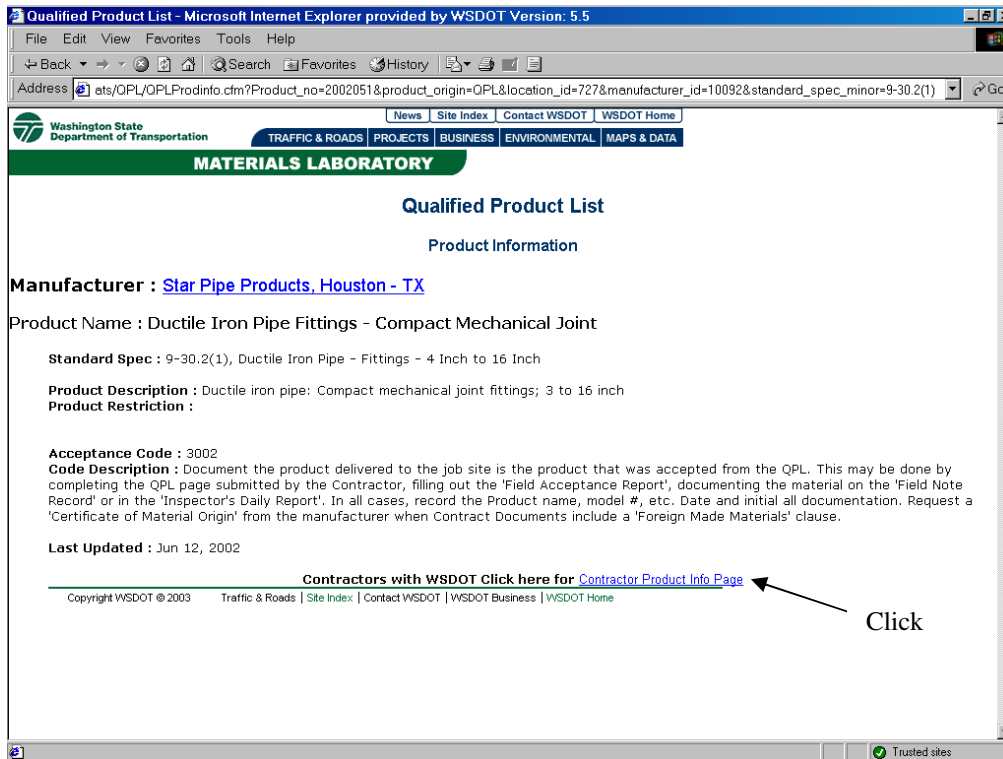 Qualified Product List - Microsoft Internet Explorer provided by WSDOT Version: 5.5
File Edit View Favorites Tools Help
Back Search Favorites History
Address ats/QPL/QPLProdinfo.cfm?Product_no=2002051&product_origin=QPL&location_id=727&manufacturer_id=10092&standard_spec_minor=9-30.2(1) Go
News Site Index Contact WSDOT WSDOT Home
Washington State
Department of Transportation
TRAFFIC & ROADS PROJECTS BUSINESS ENVIRONMENTAL MAPS & DATA
MATERIALS LABORATORY
Qualified Product List
Product Information
Manufacturer : Star Pipe Products, Houston - TX
Product Name : Ductile Iron Pipe Fittings - Compact Mechanical Joint
Standard Spec : 9-30.2(1), Ductile Iron Pipe - Fittings - 4 Inch to 16 Inch
Product Description : Ductile iron pipe: Compact mechanical joint fittings; 3 to 16 inch
Product Restriction :
Acceptance Code : 3002
Code Description : Document the product delivered to the job site is the product that was accepted from the QPL. This may be done by
completing the QPL page submitted by the Contractor, filling out the 'Field Acceptance Report', documenting the material on the 'Field Note
Record' or in the 'Inspector's Daily Report'. In all cases, record the Product name, model #, etc. Date and initial all documentation. Request a
'Certificate of Material Origin' from the manufacturer when Contract Documents include a 'Foreign Made Materials' clause.
Last Updated : Jun 12, 2002
Contractors with WSDOT Click here for Contractor Product Info Page
Copyright WSDOT © 2003 Traffic & Roads | Site Index | Contact WSDOT | WSDOT Business | WSDOT Home
Click
Trusted sites